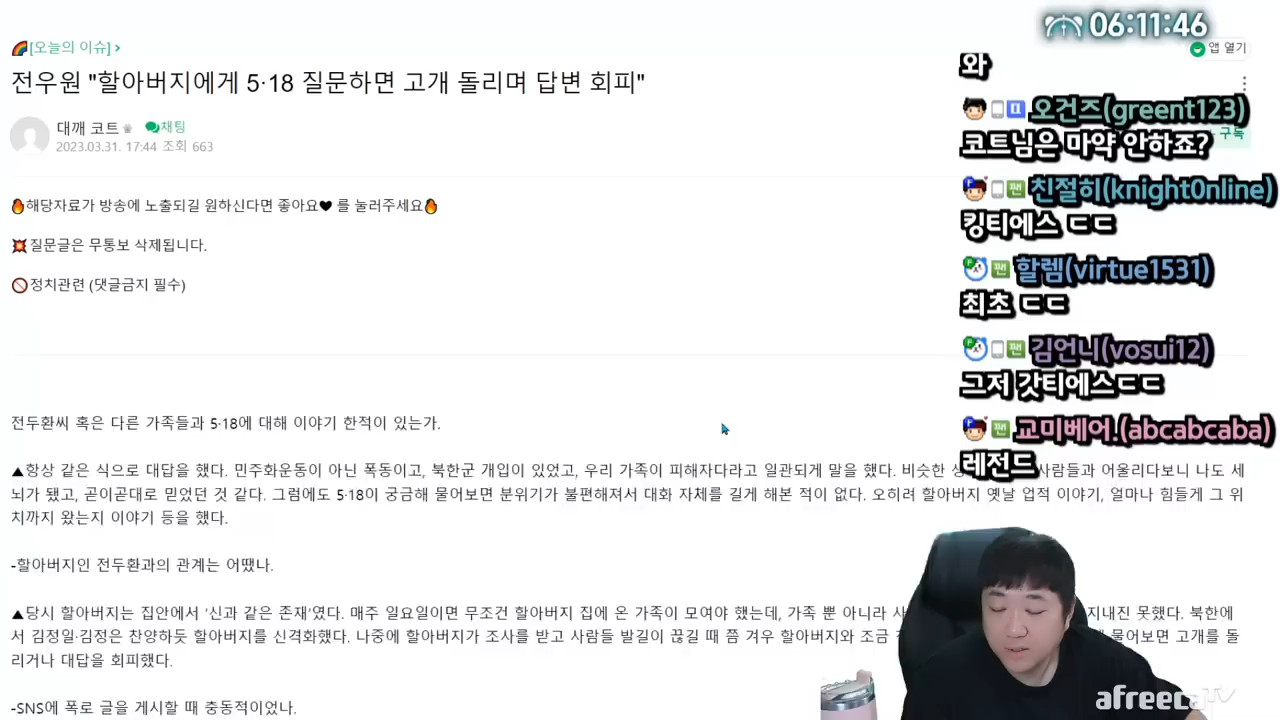 06:11:46
[오늘의 이슈] >
앱 열기
전우원 "할아버지에게 5·18 질문하면 고개 돌리며 답변 회피"
대깨 코트 채팅
2023.03.31. 17:44 조회 663
구독
해당자료가 방송에 노출되길 원하신다면 좋아요 를 눌러주세요
질문글은 무통보 삭제됩니다.
정치관련 (댓글금지 필수)
전두환씨 혹은 다른 가족들과 5·18에 대해 이야기 한적이 있는가.
▲항상 같은 식으로 대답을 했다. 민주화운동이 아닌 폭동이고, 북한군 개입이 있었고, 우리 가족이 피해자다라고 일관되게 말을 했다. 비슷한 사람들과 어울리다보니 나도 세
뇌가 됐고, 곧이곧대로 믿었던 것 같다. 그럼에도 5·18이 궁금해 물어보면 분위기가 불편해져서 대화 자체를 길게 해본 적이 없다. 오히려 할아버지 옛날 업적 이야기, 얼마나 힘들게 그 위
치까지 왔는지 이야기 등을 했다.
-할아버지인 전두환과의 관계는 어땠나.
▲당시 할아버지는 집안에서 '신과 같은 존재'였다. 매주 일요일이면 무조건 할아버지 집에 온 가족이 모여야 했는데, 가족 뿐 아니라 지내진 못했다. 북한에
서 김정일·김정은 찬양하듯 할아버지를 신격화했다. 나중에 할아버지가 조사를 받고 사람들 발길이 끊길 때 쯤 겨우 할아버지와 조금 물어보면 고개를 돌
리거나 대답을 회피했다.
-SNS에 폭로 글을 게시할 때 충동적이었나.
와
오건즈(greent123)
코트님은 마약 안하죠?
팬 친절히(knight0nline)
킹티에스 ㄷㄷ
팬 할렘(virtue1531)
최초 ㄷㄷ
팬 김언니(vosui12)
그저 갓티에스ㄷㄷ
팬 교미베어.(abcabcaba)
레전드
afreecaTV